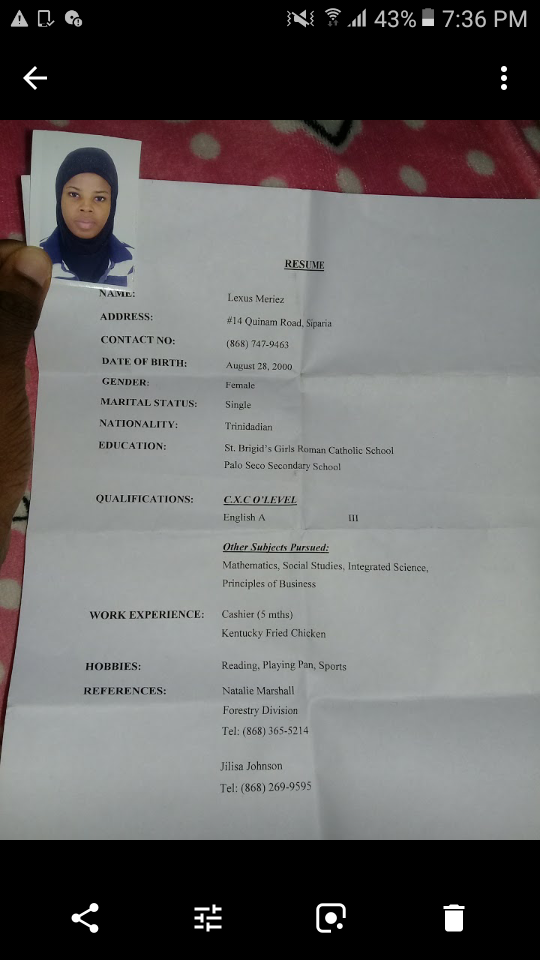 43% 7:36 PM
RESUME
NAME: Lexus Meriez
ADDRESS: #14 Quinam Road, Siparia
CONTACT NO: (868) 747-9463
DATE OF BIRTH: August 28, 2000
GENDER: Female
MARITAL STATUS: Single
NATIONALITY: Trinidadian
EDUCATION: St. Brigid's Girls Roman Catholic School
Palo Seco Secondary School
QUALIFICATIONS: C.X.C O'LEVEL
English A III
Other Subjects Pursued:
Mathematics, Social Studies, Integrated Science,
Principles of Business
WORK EXPERIENCE: Cashier (5 mths)
Kentucky Fried Chicken
HOBBIES: Reading, Playing Pan, Sports
REFERENCES: Natalie Marshall
Forestry Division
Tel: (868) 365-5214
Jilisa Johnson
Tel: (868) 269-9595